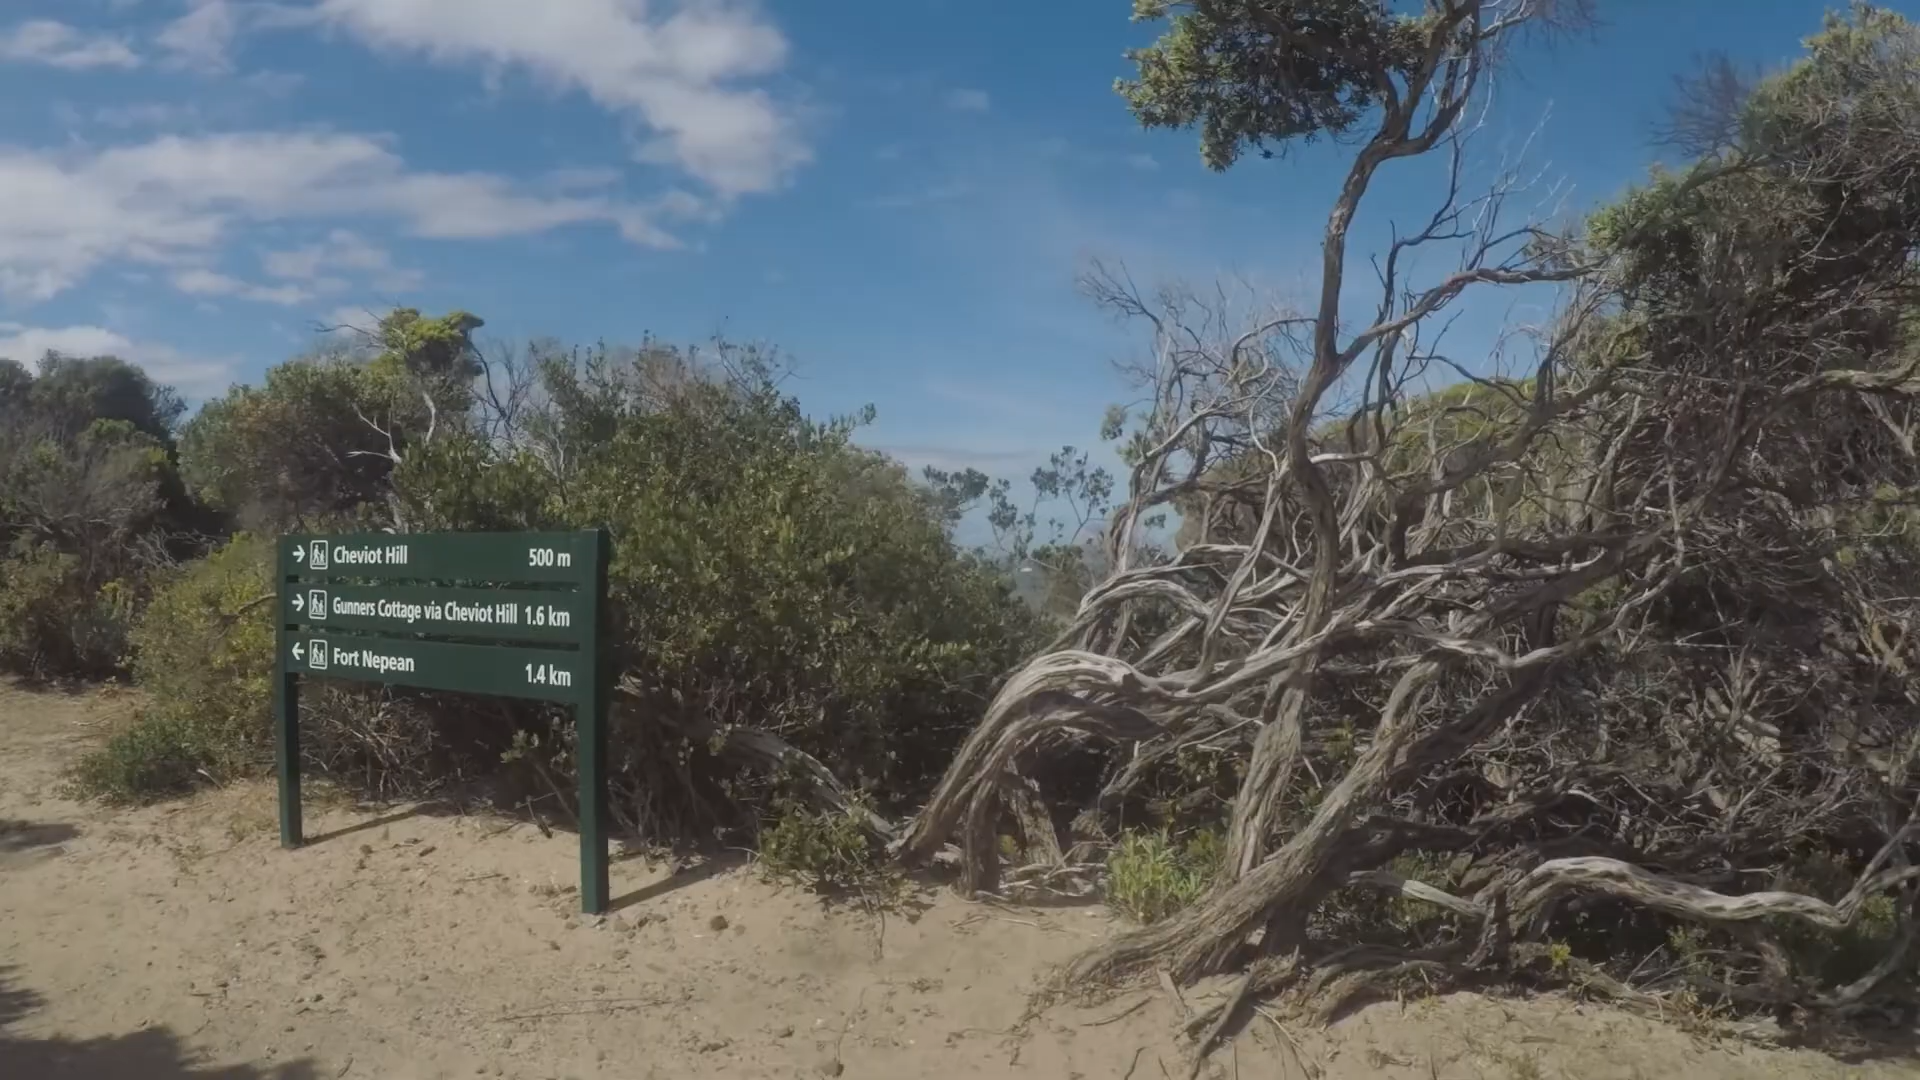 → Cheviot Hill 500 m
→ Gunners Cottage via Cheviot Hill 1.6 km
← Fort Nepean 1.4 km